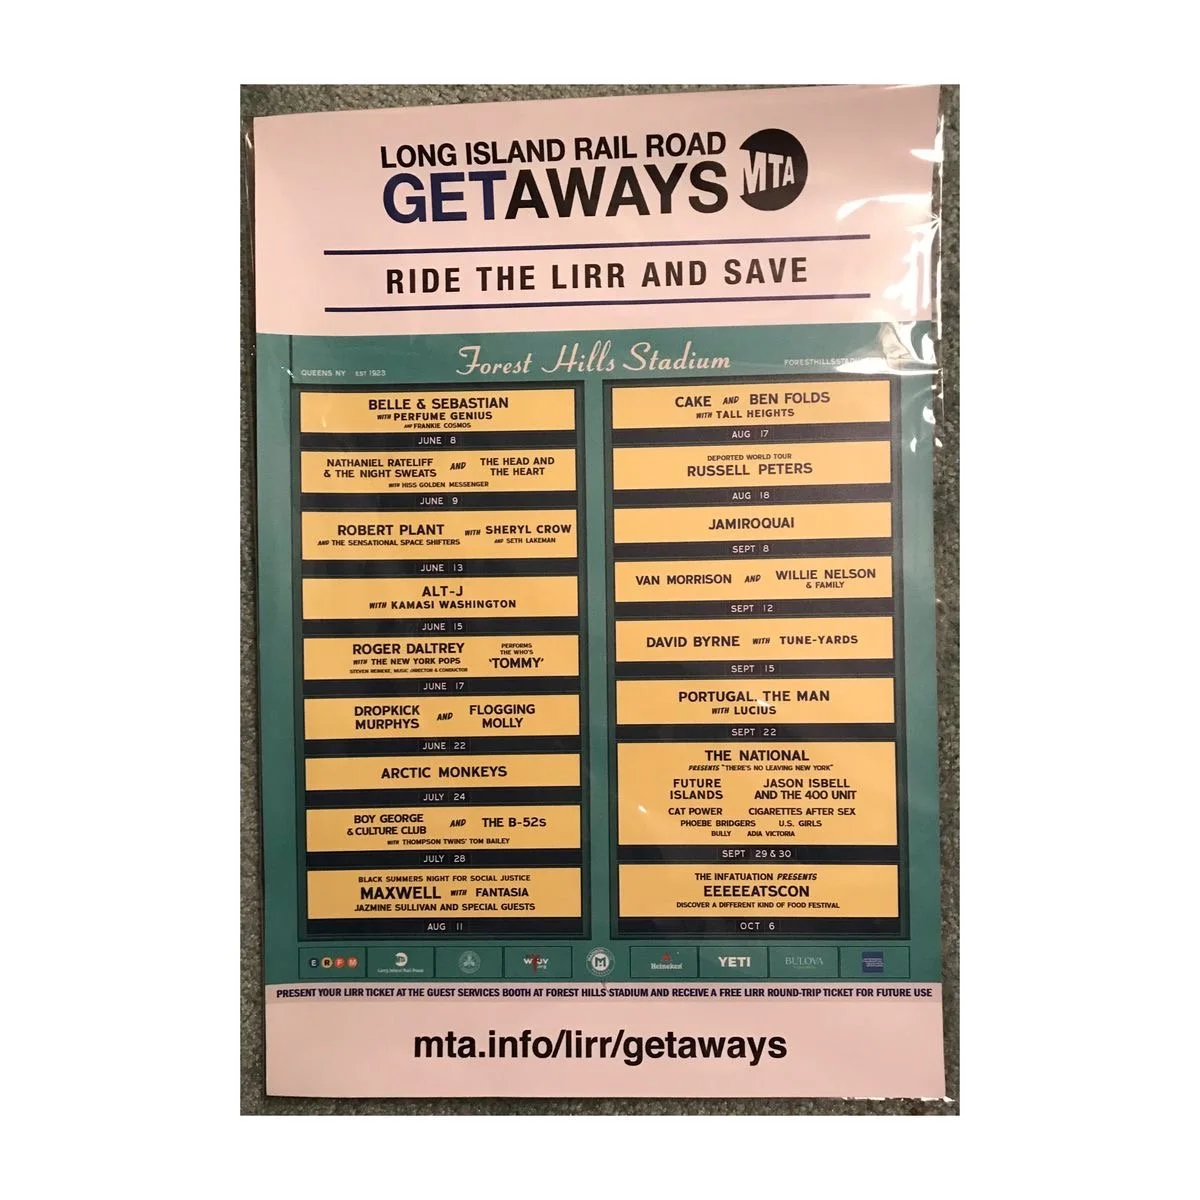 LONG ISLAND RAIL ROAD
GETAWAYS
MTA
RIDE THE LIRR AND SAVE
Forest Hills Stadium
QUEENS NY EST 1923
BELLE & SEBASTIAN
WITH PERFUME GENIUS
AND FRANKIE COSMOS
JUNE 8
NATHANIEL RATELIFF & THE NIGHT SWEATS AND THE HEAD AND THE HEART
WITH HISS GOLDEN MESSENGER
JUNE 9
ROBERT PLANT WITH SHERYL CROW
AND THE SENSATIONAL SPACE SHIFTERS AND SETH LAKEMAN
JUNE 13
ALT-J
WITH KAMASI WASHINGTON
JUNE 15
ROGER DALTREY PERFORMS THE WHO'S
WITH THE NEW YORK POPS 'TOMMY'
STEVEN REINEKE, MUSIC DIRECTOR & CONDUCTOR
JUNE 17
DROPKICK MURPHYS AND FLOGGING MOLLY
JUNE 22
ARCTIC MONKEYS
JULY 24
BOY GEORGE & CULTURE CLUB AND THE B-52s
WITH THOMPSON TWINS' TOM BAILEY
JULY 28
BLACK SUMMERS NIGHT FOR SOCIAL JUSTICE
MAXWELL WITH FANTASIA
JAZMINE SULLIVAN AND SPECIAL GUESTS
AUG 11
CAKE AND BEN FOLDS
WITH TALL HEIGHTS
AUG 17
DEPORTED WORLD TOUR
RUSSELL PETERS
AUG 18
JAMIROQUAI
SEPT 8
VAN MORRISON AND WILLIE NELSON
& FAMILY
SEPT 12
DAVID BYRNE WITH TUNE-YARDS
SEPT 15
PORTUGAL. THE MAN
WITH LUCIUS
SEPT 22
THE NATIONAL
PRESENTS "THERE'S NO LEAVING NEW YORK"
FUTURE ISLANDS JASON ISBELL AND THE 400 UNIT
CAT POWER CIGARETTES AFTER SEX
PHOEBE BRIDGERS U.S. GIRLS
BULLY ADIA VICTORIA
SEPT 29 & 30
THE INFATUATION PRESENTS
EEEEEATSCON
DISCOVER A DIFFERENT KIND OF FOOD FESTIVAL
OCT 6
E R F M
Long Island Rail Road
WFUV .org
M
Heineken
YETI
BULOVA
PRESENT YOUR LIRR TICKET AT THE GUEST SERVICES BOOTH AT FOREST HILLS STADIUM AND RECEIVE A FREE LIRR ROUND-TRIP TICKET FOR FUTURE USE
mta.info/lirr/getaways